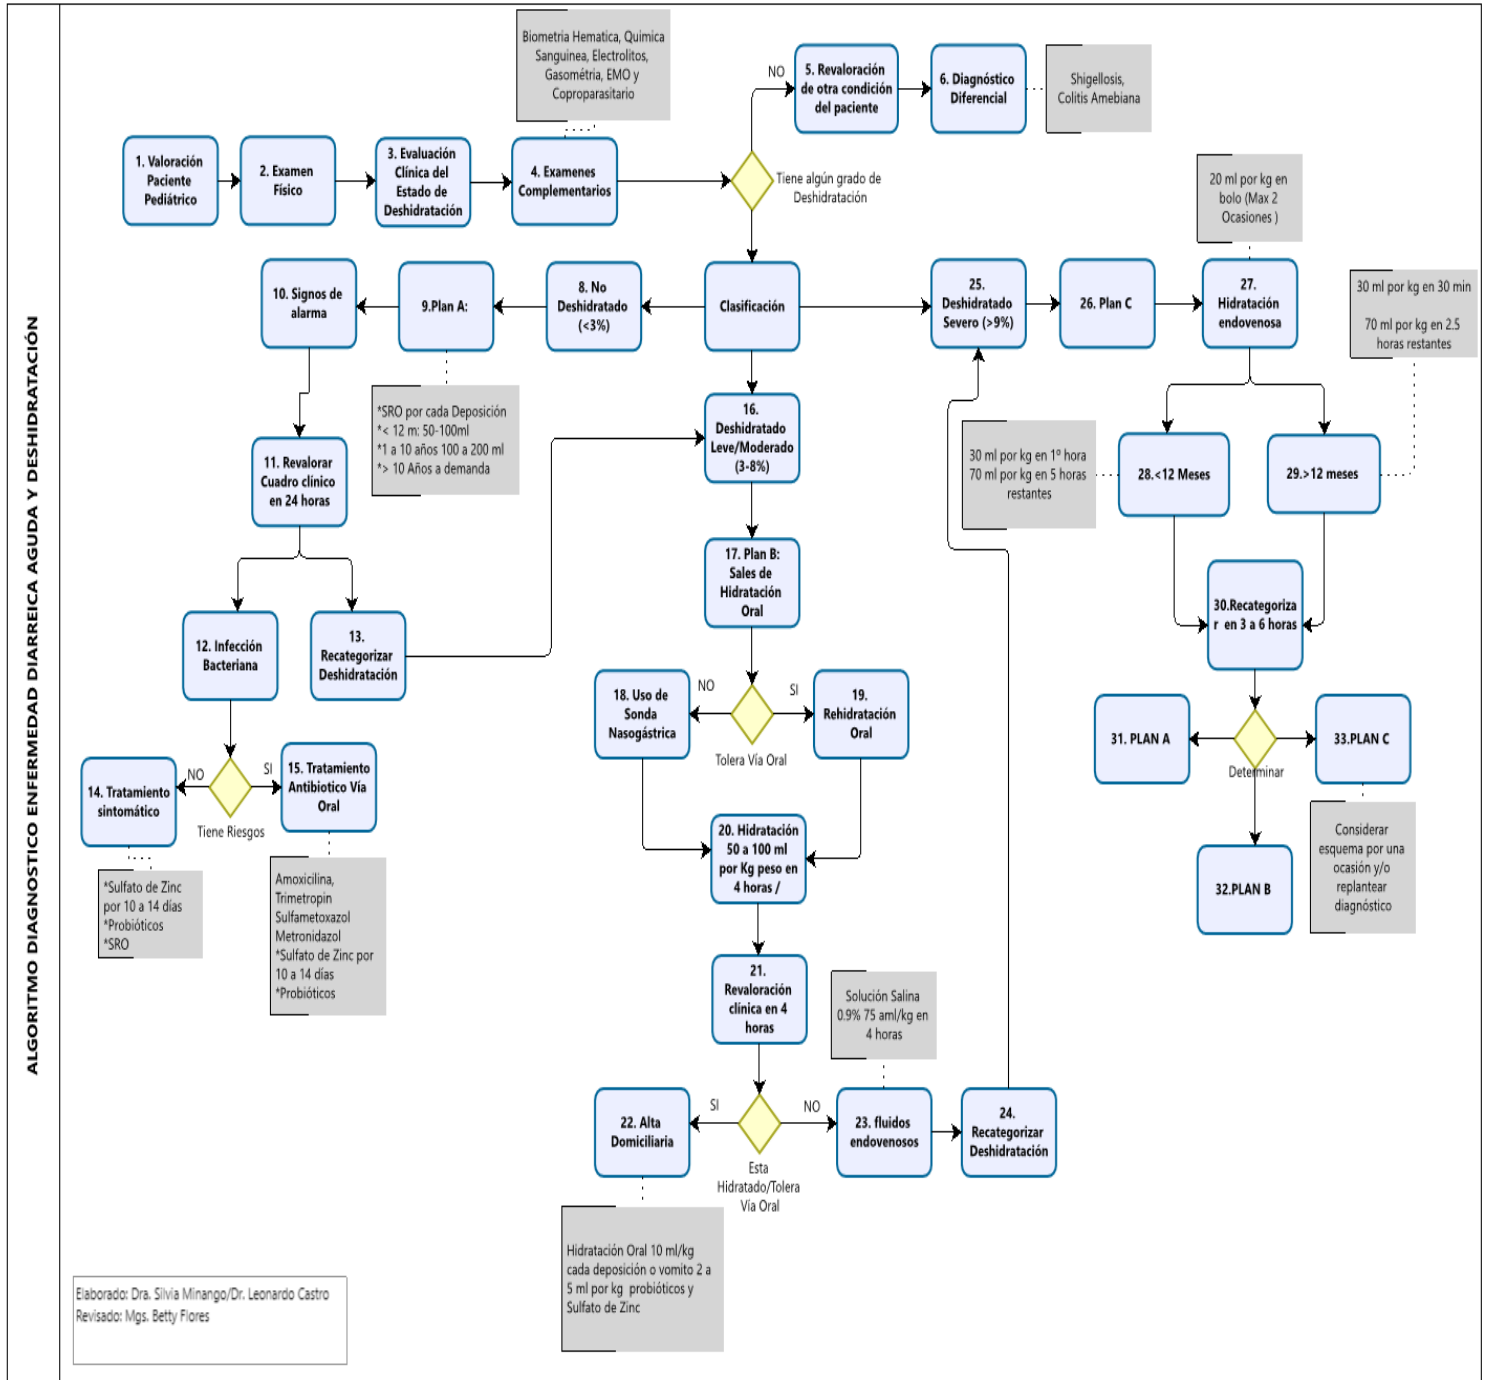 ALGORITMO DIAGNOSTICO ENFERMEDAD DIARREICA AGUDA Y DESHIDRATACIÓN
Biometria Hematica, Quimica
Sanguinea, Electrolitos,
Gasométria, EMO y
Coproparasitario
NO
5. Revaloración
de otra condición
del paciente
6. Diagnóstico
Diferencial
Shigellosis,
Colitis Amebiana
1. Valoración
Paciente
Pediátrico
2. Examen
Físico
3. Evaluación
Clínica del
Estado de
Deshidratación
4. Examenes
Complementarios
Tiene algún grado de
Deshidratación
20 ml por kg en
bolo (Max 2
Ocasiones )
10. Signos de
alarma
9.Plan A:
8. No
Deshidratado
(<3%)
Clasificación
25.
Deshidratado
Severo (>9%)
26. Plan C
27.
Hidratación
endovenosa
30 ml por kg en 30 min
70 ml por kg en 2.5
horas restantes
*SRO por cada Deposición
*< 12 m: 50-100ml
*1 a 10 años 100 a 200 ml
*> 10 Años a demanda
16.
Deshidratado
Leve/Moderado
(3-8%)
11. Revalorar
Cuadro clínico
en 24 horas
30 ml por kg en 1º hora
70 ml por kg en 5 horas
restantes
28.<12 Meses
29.>12 meses
17. Plan B:
Sales de
Hidratación
Oral
12. Infección
Bacteriana
13.
Recategorizar
Deshidratación
30.Recategoriza
r en 3 a 6 horas
18. Uso de
Sonda
Nasogástrica
NO
SI
19.
Rehidratación
Oral
Tolera Vía Oral
31. PLAN A
Determinar
33.PLAN C
14. Tratamiento
sintomático
NO
SI
Tiene Riesgos
15. Tratamiento
Antibiotico Vía
Oral
20. Hidratación
50 a 100 ml
por Kg peso en
4 horas /
32.PLAN B
Considerar
esquema por una
ocasión y/o
replantear
diagnóstico
*Sulfato de Zinc
por 10 a 14 días
*Probióticos
*SRO
Amoxicilina,
Trimetropin
Sulfametoxazol
Metronidazol
*Sulfato de Zinc por
10 a 14 días
*Probióticos
21.
Revaloración
clínica en 4
horas
Solución Salina
0.9% 75 aml/kg en
4 horas
22. Alta
Domiciliaria
SI
NO
Esta
Hidratado/Tolera
Vía Oral
23. fluidos
endovenosos
24.
Recategorizar
Deshidratación
Hidratación Oral 10 ml/kg
cada deposición o vomito 2 a
5 ml por kg probióticos y
Sulfato de Zinc
Elaborado: Dra. Silvia Minango/Dr. Leonardo Castro
Revisado: Mgs. Betty Flores